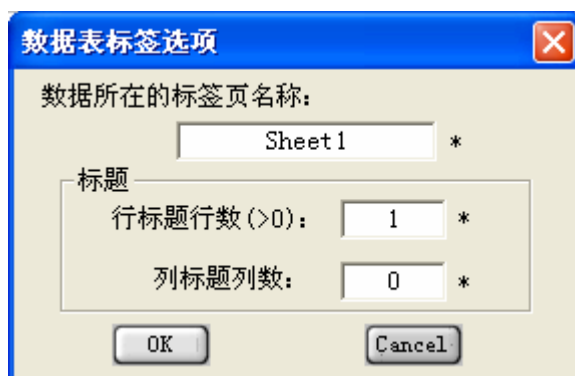 数据表标签选项
数据所在的标签页名称：
Sheet1 *
标题
行标题行数(>0)： 1 *
列标题列数： 0 *
OK Cancel